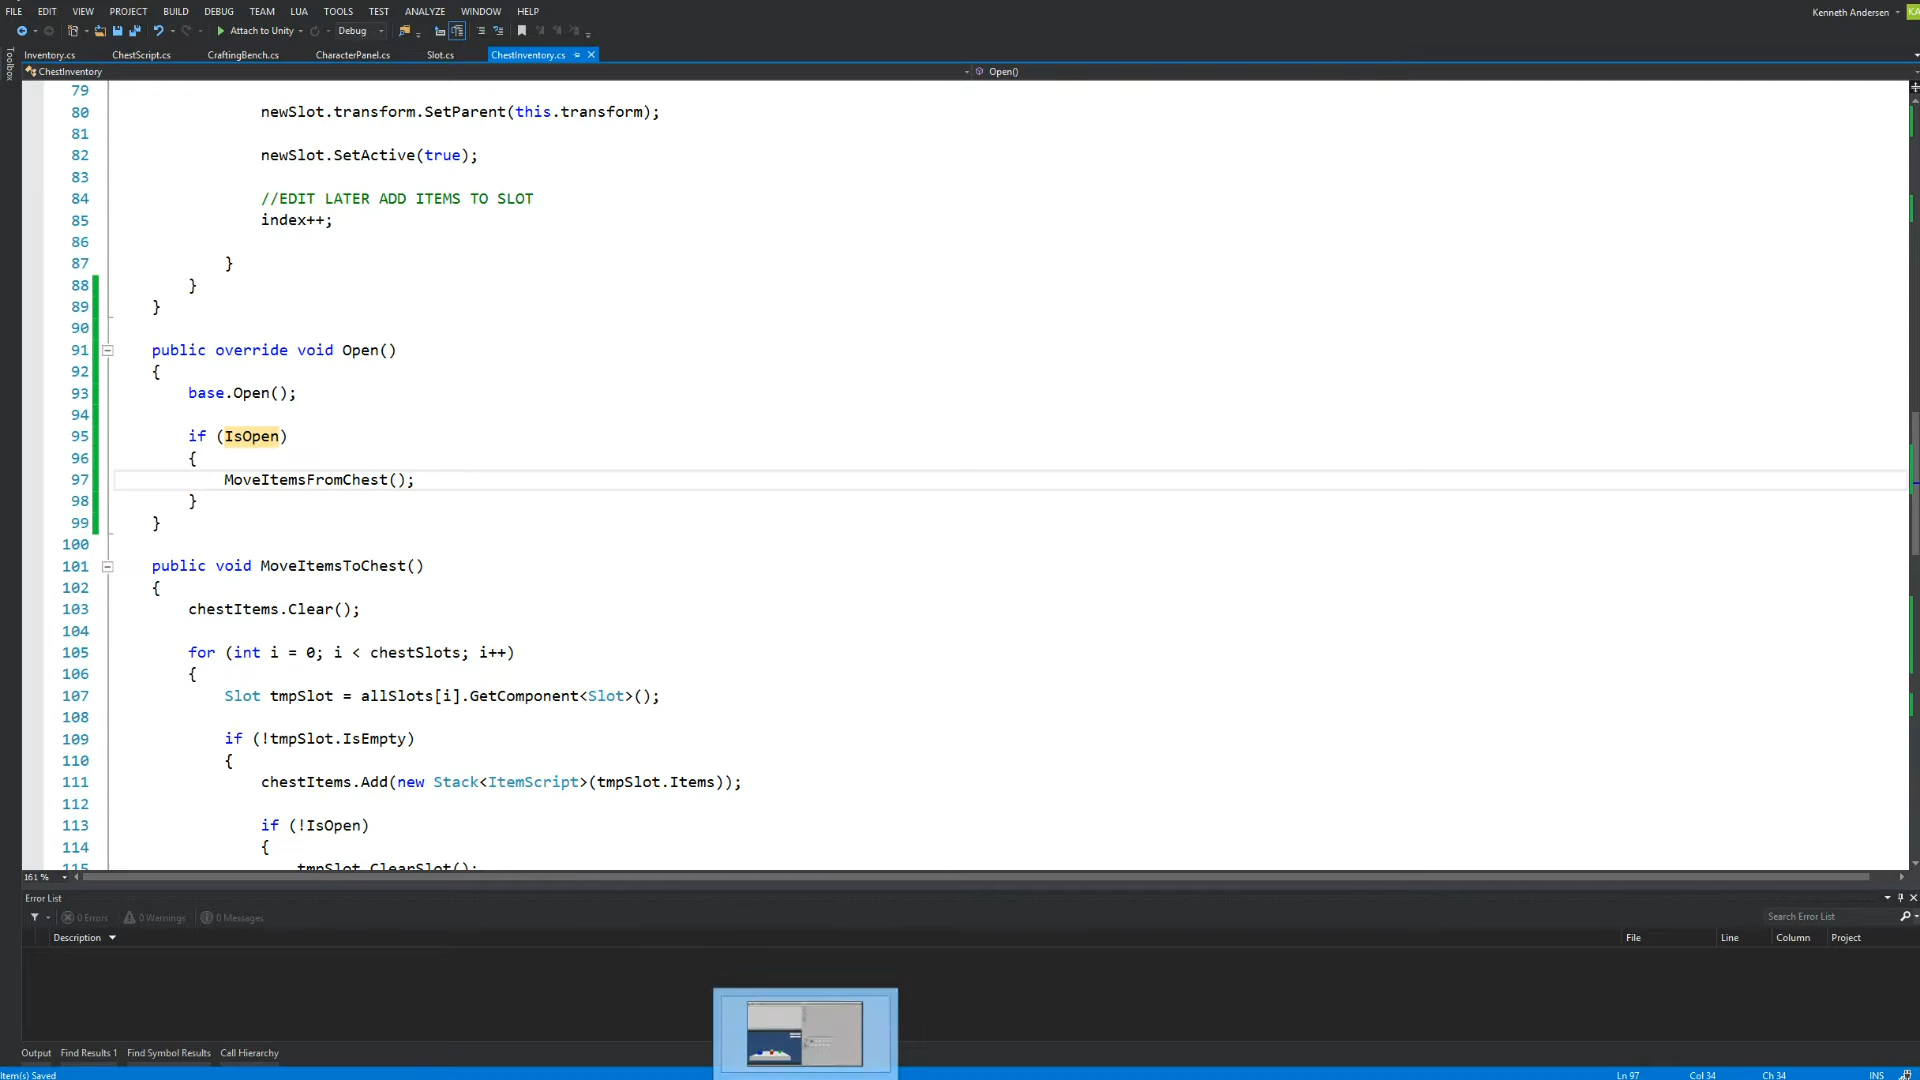 FILE EDIT VIEW PROJECT BUILD DEBUG TEAM LUA TOOLS TEST ANALYZE WINDOW HELP
Kenneth Andersen
KA
Attach to Unity
Debug
Toolbox
Inventory.cs ChestScript.cs CraftingBench.cs CharacterPanel.cs Slot.cs ChestInventory.cs
ChestInventory Open()
79
80 newSlot.transform.SetParent(this.transform);
81
82 newSlot.SetActive(true);
83
84 //EDIT LATER ADD ITEMS TO SLOT
85 index++;
86
87 }
88 }
89 }
90
91 public override void Open()
92 {
93 base.Open();
94
95 if (IsOpen)
96 {
97 MoveItemsFromChest();
98 }
99 }
100
101 public void MoveItemsToChest()
102 {
103 chestItems.Clear();
104
105 for (int i = 0; i < chestSlots; i++)
106 {
107 Slot tmpSlot = allSlots[i].GetComponent<Slot>();
108
109 if (!tmpSlot.IsEmpty)
110 {
111 chestItems.Add(new Stack<ItemScript>(tmpSlot.Items));
112
113 if (!IsOpen)
114 {
115 tmpSlot.ClearSlot();
161 %
Error List
0 Errors 0 Warnings 0 Messages
Search Error List
Description File Line Column Project
Output Find Results 1 Find Symbol Results Call Hierarchy
Item(s) Saved
Ln 97 Col 34 Ch 34 INS